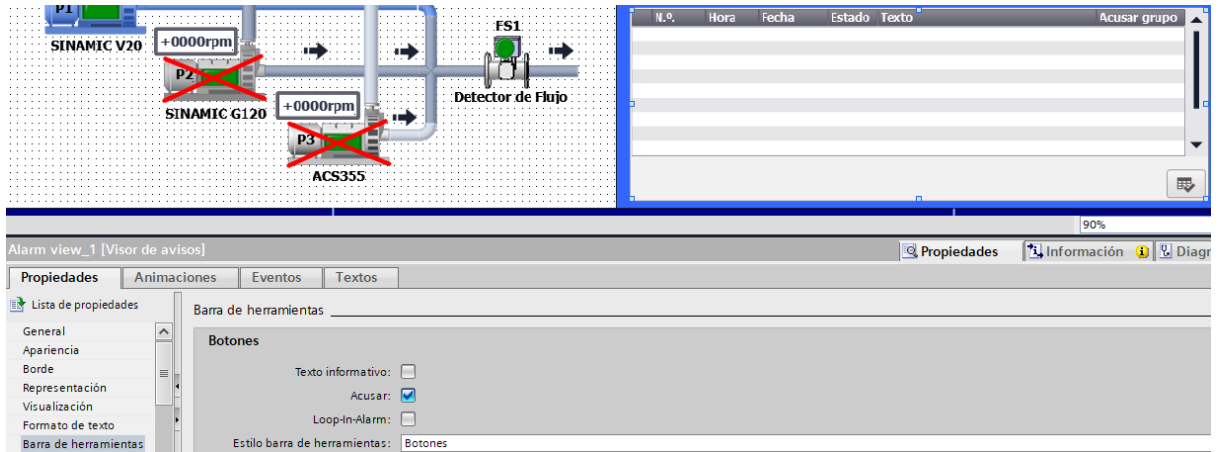 P1
SINAMIC V20
+0000rpm
P2
SINAMIC G120
+0000rpm
P3
ACS355
FS1
Detector de Flujo
N.º. Hora Fecha Estado Texto Acusar grupo
90%
Alarm view_1 [Visor de avisos]
Propiedades Información Diagr
Propiedades Animaciones Eventos Textos
Lista de propiedades
Barra de herramientas
General
Apariencia
Borde
Representación
Visualización
Formato de texto
Barra de herramientas
Botones
Texto informativo:
Acusar:
Loop-In-Alarm:
Estilo barra de herramientas: Botones